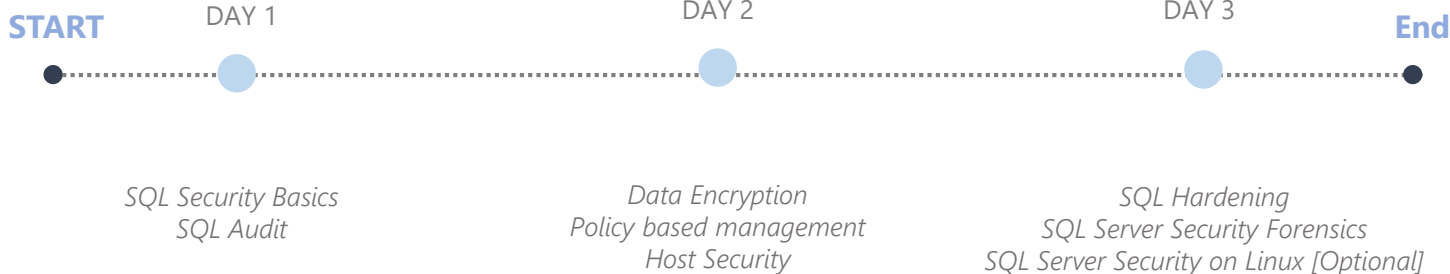 START
DAY 1
DAY 2
DAY 3
End
SQL Security Basics
SQL Audit
Data Encryption
Policy based management
Host Security
SQL Hardening
SQL Server Security Forensics
SQL Server Security on Linux [Optional]